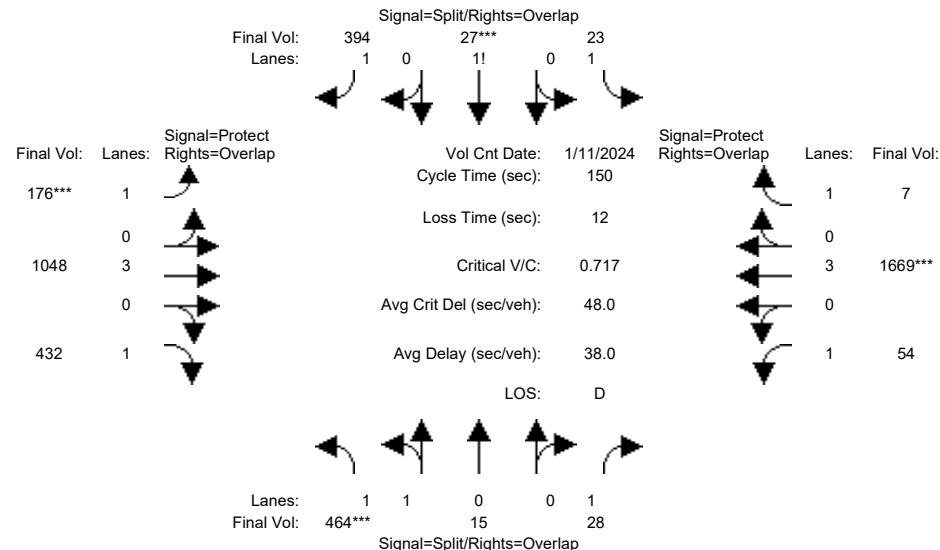 Signal=Split/Rights=Overlap
Final Vol: 394 27*** 23
Lanes: 1 0 1! 0 1
Signal=Protect Signal=Protect
Final Vol: Lanes: Rights=Overlap Vol Cnt Date: 1/11/2024 Rights=Overlap Lanes: Final Vol:
Cycle Time (sec): 150
176*** 1 1 7
Loss Time (sec): 12
0 0
1048 3 Critical V/C: 0.717 3 1669***
0 Avg Crit Del (sec/veh): 48.0 0
432 1 Avg Delay (sec/veh): 38.0 1 54
LOS: D
Lanes: 1 1 0 0 1
Final Vol: 464*** 15 28
Signal=Split/Rights=Overlap